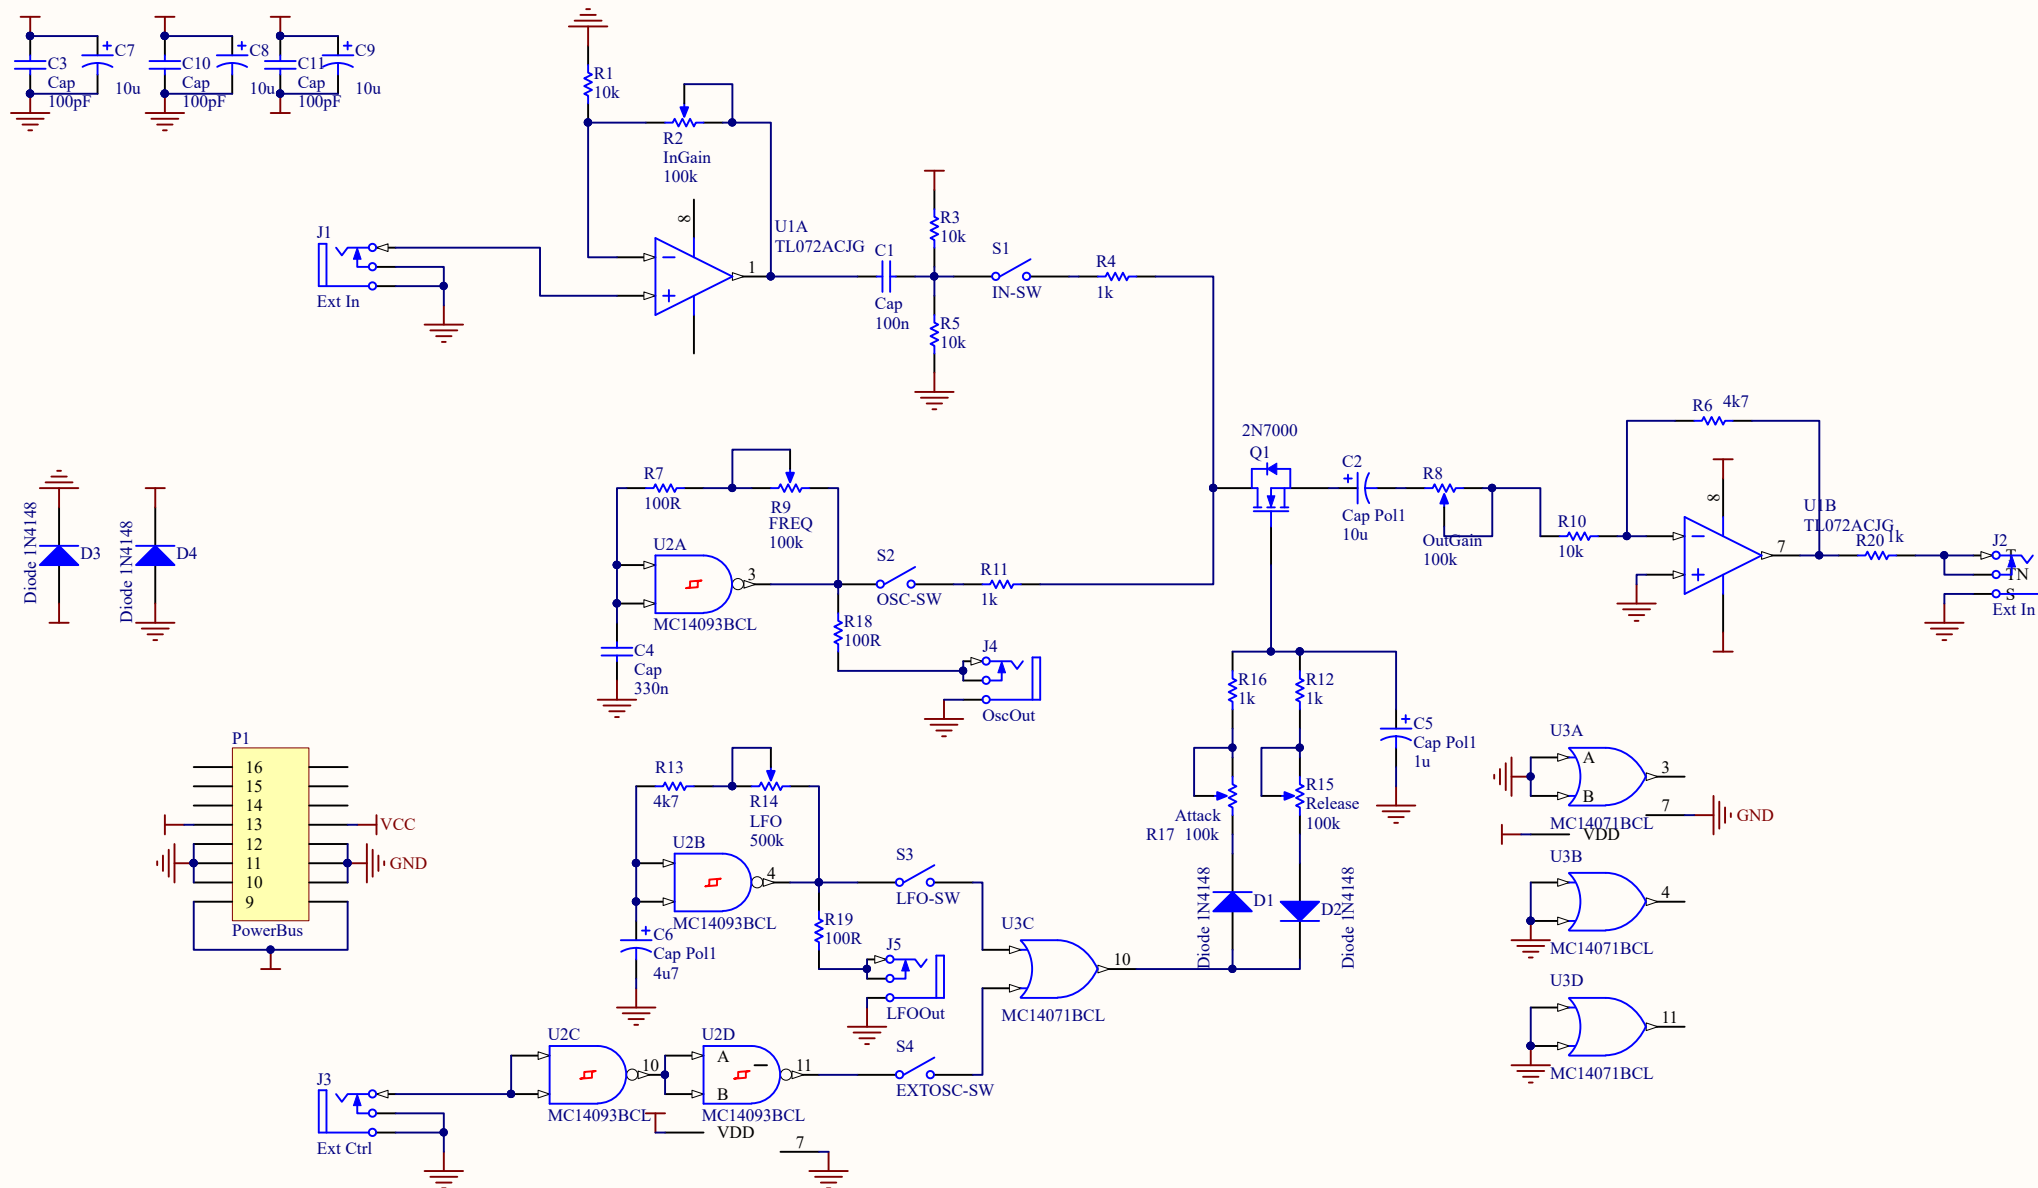 C3
Cap
100pF
C7
10u
C10
Cap
100pF
C8
10u
C11
Cap
100pF
C9
10u
R1
10k
R2
InGain
100k
8
U1A
TL072ACJG
1
J1
Ext In
C1
Cap
100n
R3
10k
R5
10k
S1
IN-SW
R4
1k
Diode 1N4148
D3
Diode 1N4148
D4
R7
100R
R9
FREQ
100k
U2A
3
MC14093BCL
C4
Cap
330n
S2
OSC-SW
R11
1k
R18
100R
J4
OscOut
2N7000
Q1
C2
Cap Pol1
10u
R8
OutGain
100k
R10
10k
R6 4k7
8
U1B
TL072ACJG
7
R20 1k
J2
T
TN
S
Ext In
R16
1k
R12
1k
C5
Cap Pol1
1u
Attack
R17 100k
R15
Release
100k
Diode 1N4148
D1
D2
Diode 1N4148
P1
16
15
14
13
12
11
10
9
PowerBus
VCC
GND
R13
4k7
R14
LFO
500k
U2B
4
MC14093BCL
C6
Cap Pol1
4u7
S3
LFO-SW
R19
100R
J5
LFOOut
U3C
10
MC14071BCL
U2C
10
MC14093BCL
U2D
A
B
11
MC14093BCL
VDD
7
S4
EXTOSC-SW
J3
Ext Ctrl
U3A
A
B
3
7
GND
MC14071BCL
VDD
U3B
4
MC14071BCL
U3D
11
MC14071BCL